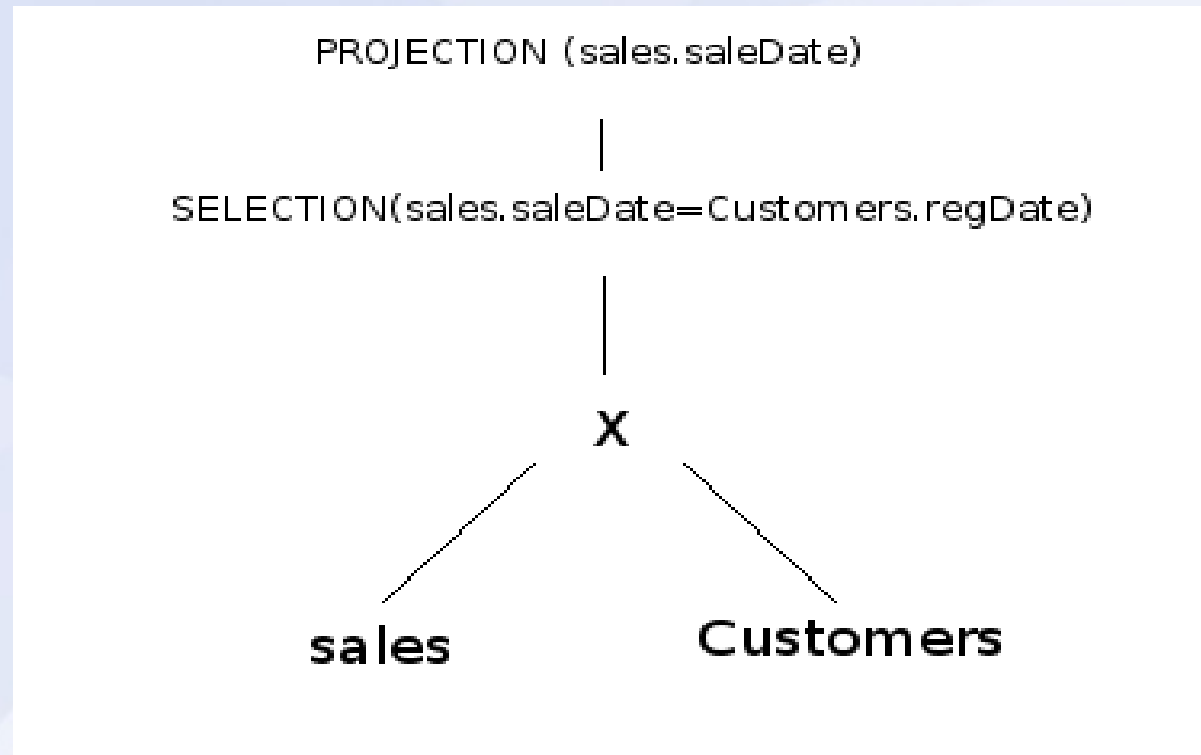 PROJECTION (sales.saleDate)
SELECTION(sales.saleDate=Customers.regDate)
X
sales
Customers